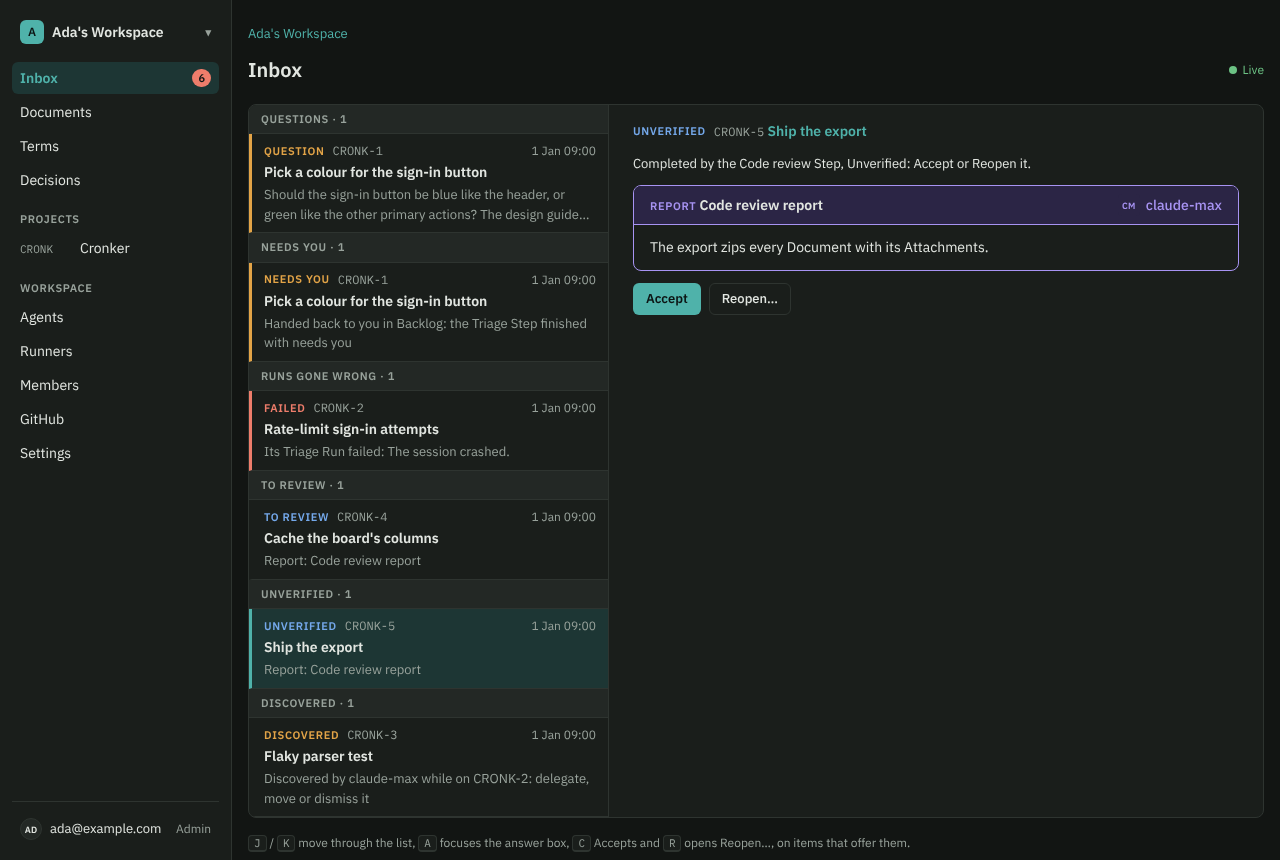 A Ada's Workspace ▾
Inbox 6
Documents
Terms
Decisions
PROJECTS
CRONK Cronker
WORKSPACE
Agents
Runners
Members
GitHub
Settings
AD ada@example.com Admin
Ada's Workspace
Inbox
Live
QUESTIONS · 1
QUESTION CRONK-1 1 Jan 09:00
Pick a colour for the sign-in button
Should the sign-in button be blue like the header, or
green like the other primary actions? The design guide…
NEEDS YOU · 1
NEEDS YOU CRONK-1 1 Jan 09:00
Pick a colour for the sign-in button
Handed back to you in Backlog: the Triage Step finished
with needs you
RUNS GONE WRONG · 1
FAILED CRONK-2 1 Jan 09:00
Rate-limit sign-in attempts
Its Triage Run failed: The session crashed.
TO REVIEW · 1
TO REVIEW CRONK-4 1 Jan 09:00
Cache the board's columns
Report: Code review report
UNVERIFIED · 1
UNVERIFIED CRONK-5 1 Jan 09:00
Ship the export
Report: Code review report
DISCOVERED · 1
DISCOVERED CRONK-3 1 Jan 09:00
Flaky parser test
Discovered by claude-max while on CRONK-2: delegate,
move or dismiss it
UNVERIFIED CRONK-5 Ship the export
Completed by the Code review Step, Unverified: Accept or Reopen it.
REPORT Code review report CM claude-max
The export zips every Document with its Attachments.
Accept Reopen…
J / K move through the list, A focuses the answer box, C Accepts and R opens Reopen…, on items that offer them.